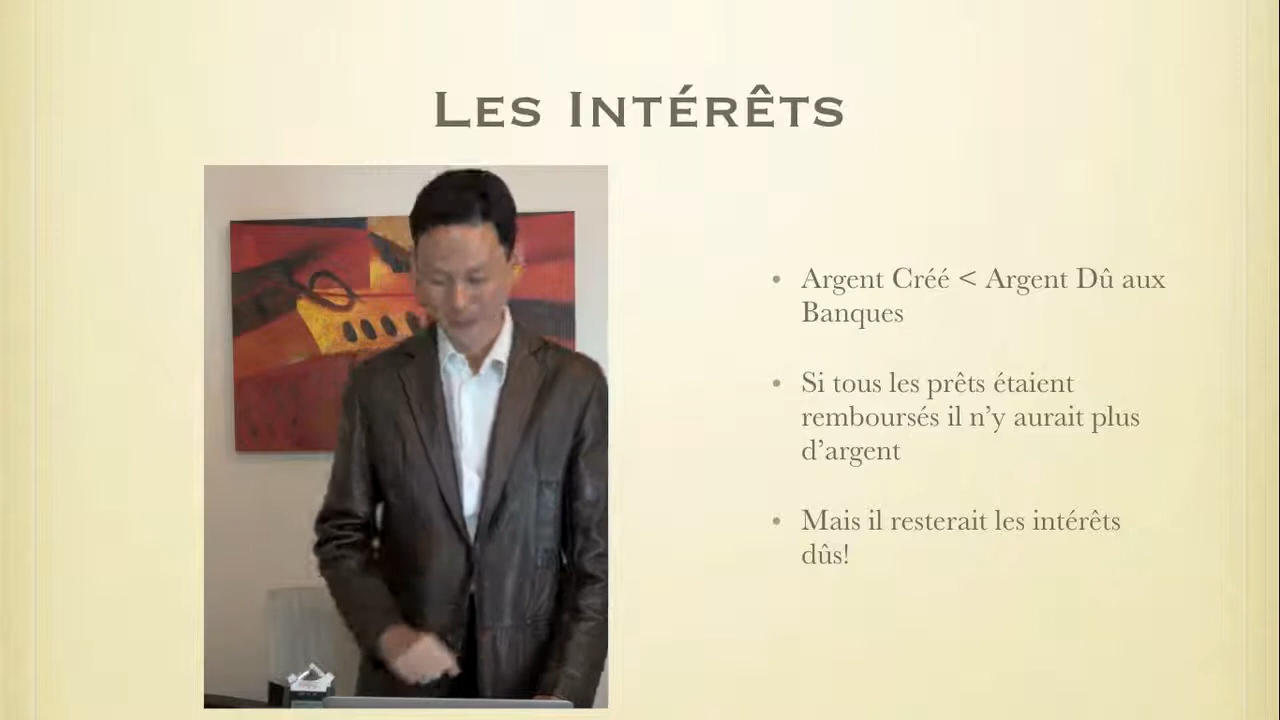 Les Intérêts
• Argent Créé < Argent Dû aux
Banques
• Si tous les prêts étaient
remboursés il n’y aurait plus
d’argent
• Mais il resterait les intérêts
dûs!